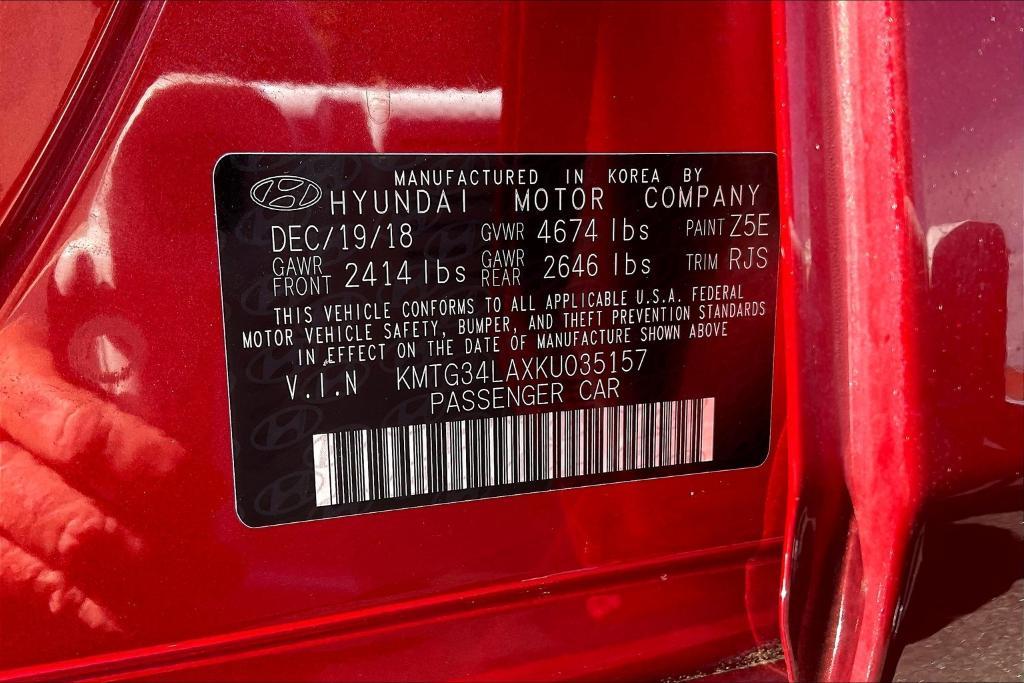 MANUFACTURED IN KOREA BY
HYUNDAI MOTOR COMPANY
DEC/19/18 GVWR 4674 lbs PAINT Z5E
GAWR FRONT 2414 lbs GAWR REAR 2646 lbs TRIM RJS
THIS VEHICLE CONFORMS TO ALL APPLICABLE U.S.A. FEDERAL
MOTOR VEHICLE SAFETY, BUMPER, AND THEFT PREVENTION STANDARDS
IN EFFECT ON THE DATE OF MANUFACTURE SHOWN ABOVE
V.I.N KMTG34LAXKU035157
PASSENGER CAR